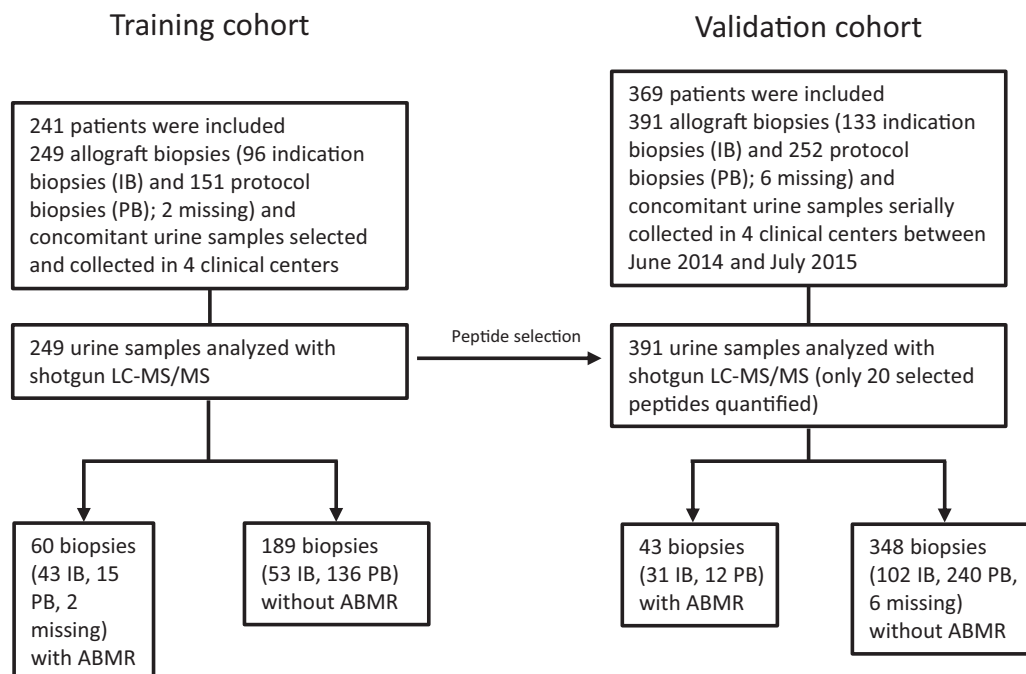 Training cohort
241 patients were included
249 allograft biopsies (96 indication
biopsies (IB) and 151 protocol
biopsies (PB); 2 missing) and
concomitant urine samples selected
and collected in 4 clinical centers
249 urine samples analyzed with
shotgun LC-MS/MS
60 biopsies
(43 IB, 15
PB, 2
missing)
with ABMR
189 biopsies
(53 IB, 136 PB)
without ABMR
Peptide selection
Validation cohort
369 patients were included
391 allograft biopsies (133 indication
biopsies (IB) and 252 protocol
biopsies (PB); 6 missing) and
concomitant urine samples serially
collected in 4 clinical centers between
June 2014 and July 2015
391 urine samples analyzed with
shotgun LC-MS/MS (only 20 selected
peptides quantified)
43 biopsies
(31 IB, 12 PB)
with ABMR
348 biopsies
(102 IB, 240 PB,
6 missing)
without ABMR